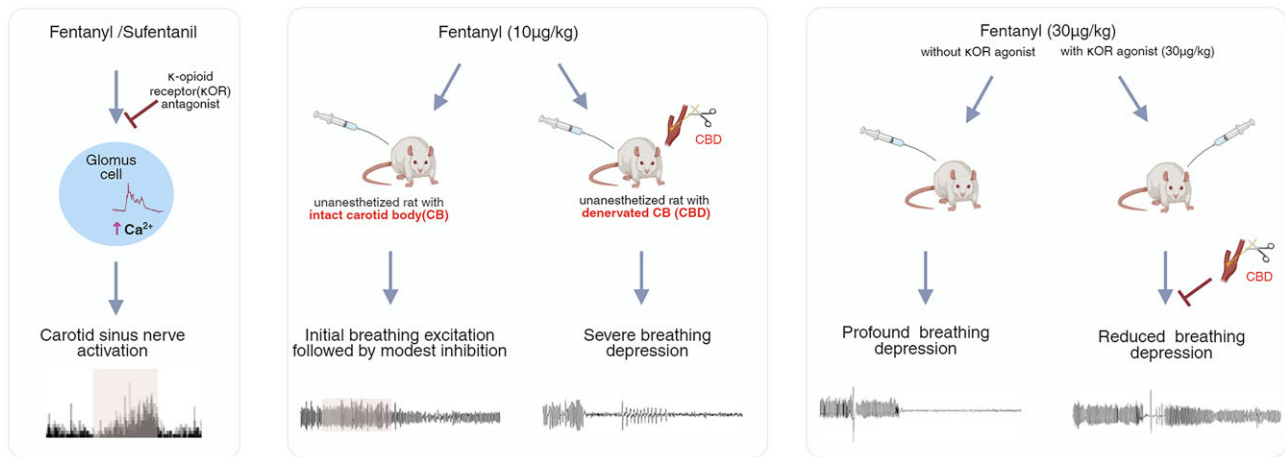 Fentanyl /Sufentanil
κ-opioid
receptor(κOR)
antagonist
Glomus
cell
↑ Ca²⁺
Carotid sinus nerve
activation
Fentanyl (10μg/kg)
CBD
unanesthetized rat with
intact carotid body(CB)
unanesthetized rat with
denervated CB (CBD)
Initial breathing excitation
followed by modest inhibition
Severe breathing
depression
Fentanyl (30μg/kg)
without κOR agonist
with κOR agonist (30μg/kg)
CBD
Profound breathing
depression
Reduced breathing
depression